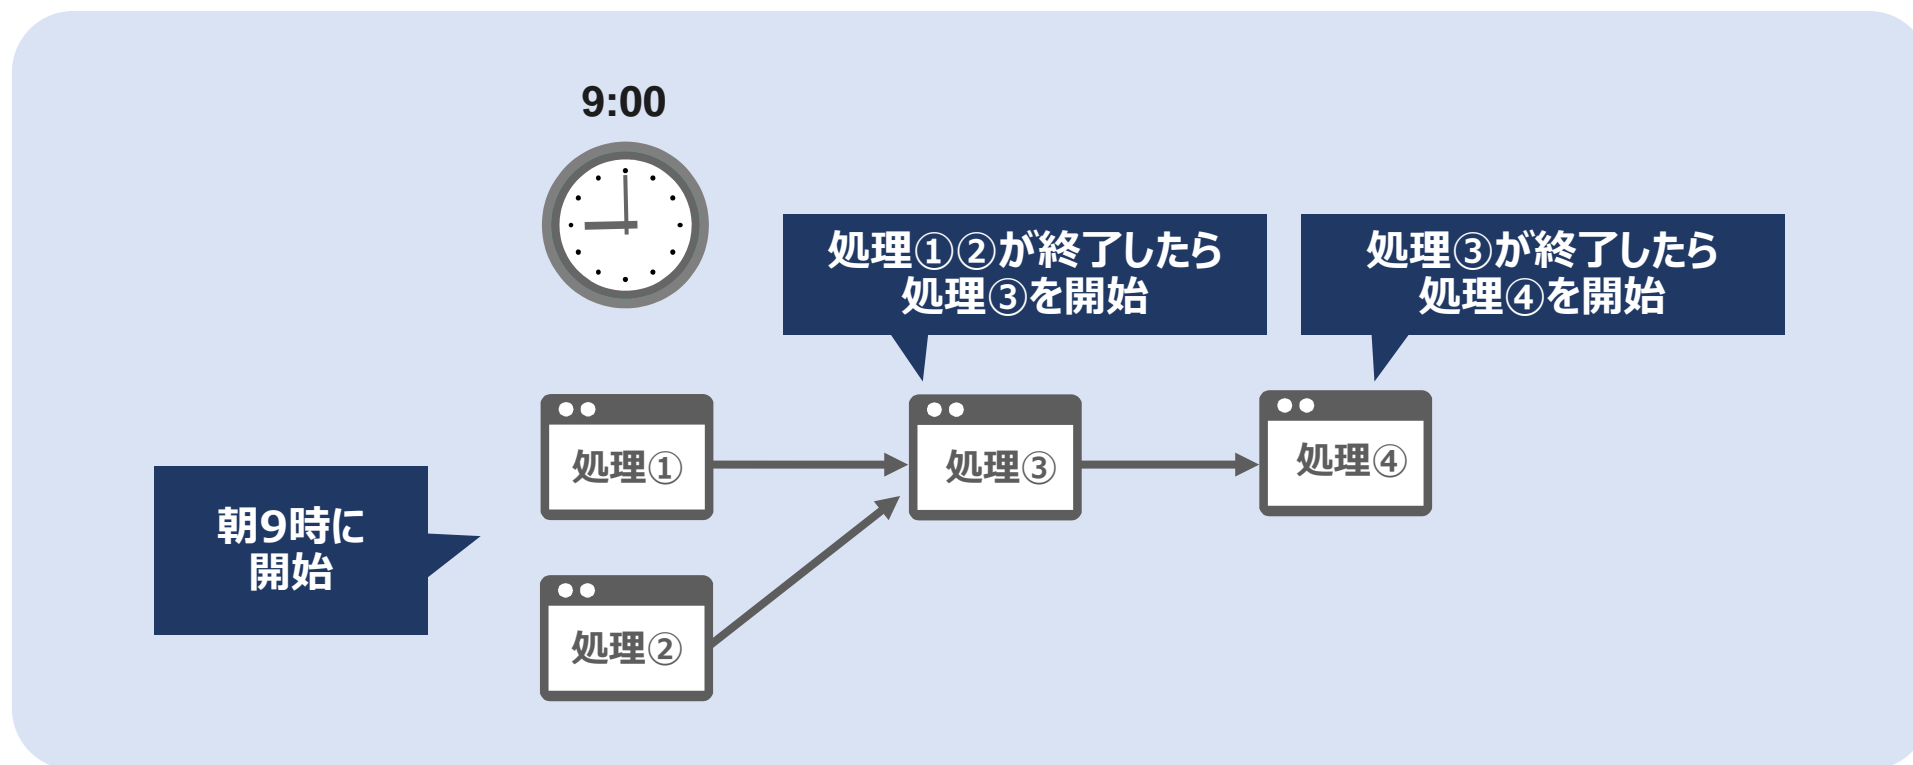 9:00
処理①②が終了したら
処理③を開始
処理③が終了したら
処理④を開始
処理①
処理③
処理④
朝9時に
開始
処理②